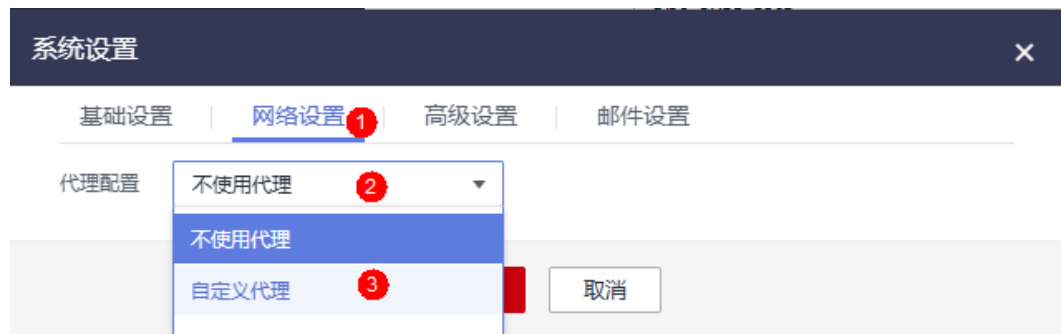 系统设置
基础设置 网络设置 1 高级设置 邮件设置
代理配置 不使用代理 2
不使用代理
自定义代理 3
取消